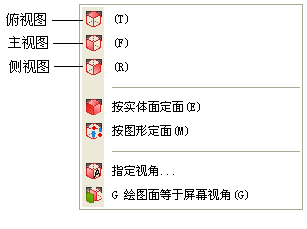 俯视图 (T)
主视图 (F)
侧视图 (R)
按实体面定面(E)
按图形定面(M)
指定视角...
G 绘图面等于屏幕视角(G)